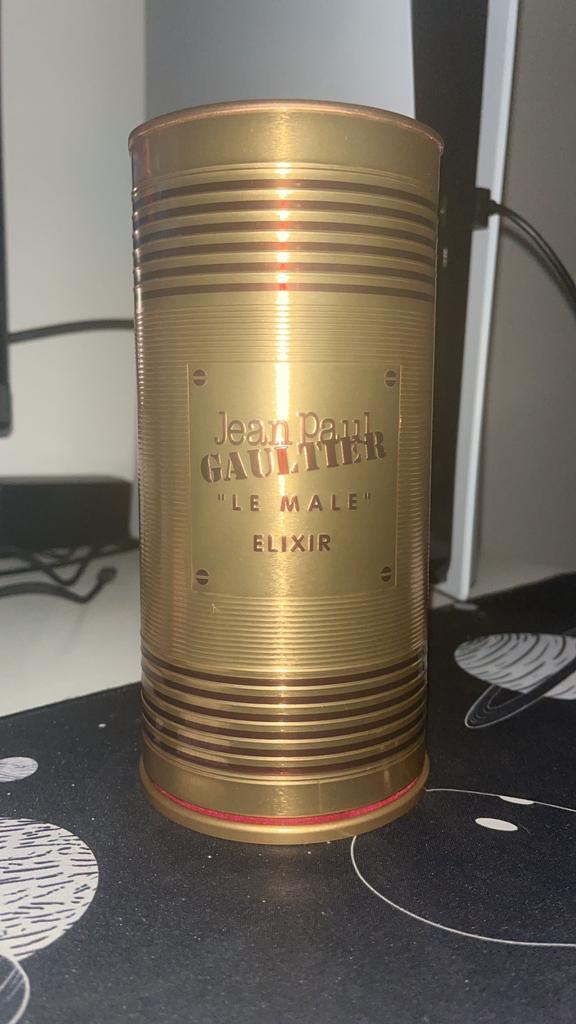 Jean Paul
GAULTIER
"LE MALE"
ELIXIR